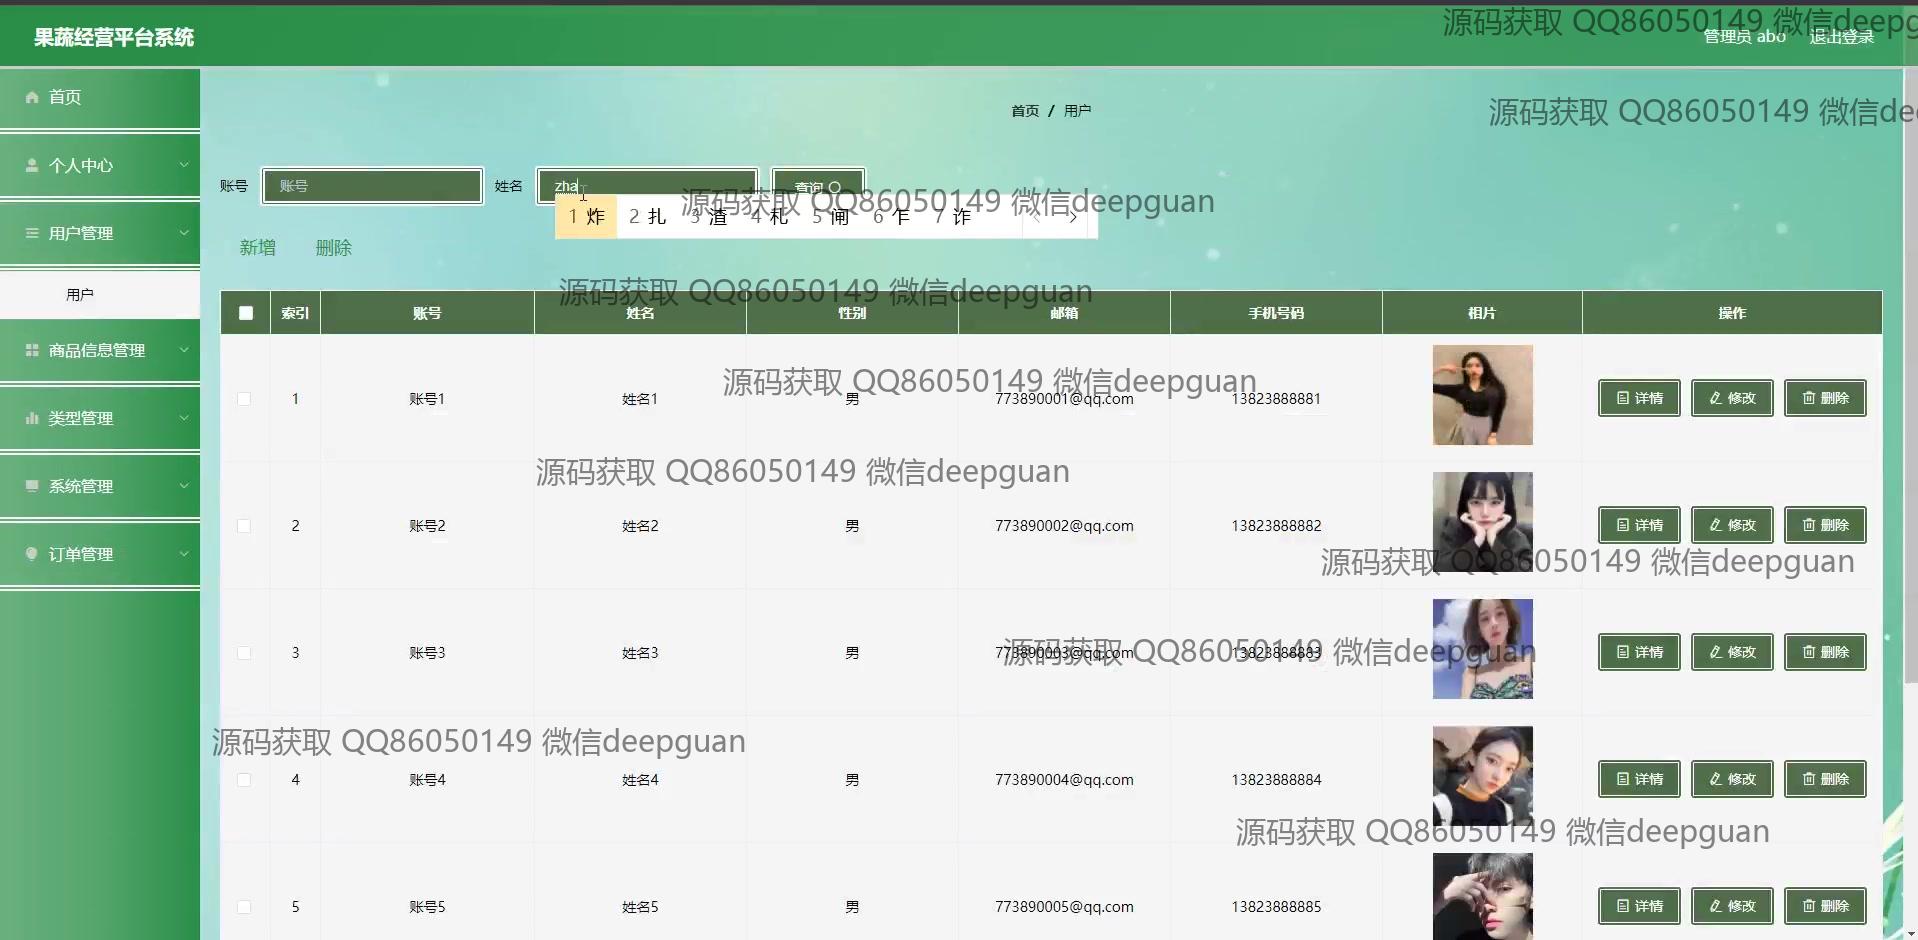 果蔬经营平台系统
管理员 abo 退出登录
源码获取 QQ86050149 微信deepg
首页
首页 / 用户
源码获取 QQ86050149 微信dee
个人中心
账号 账号 姓名 zha 查询
1 炸 2 扎 3 渣 4 札 5 闸 6 乍 7 诈
源码获取 QQ86050149 微信deepguan
用户管理
新增 删除
用户
源码获取 QQ86050149 微信deepguan
索引 账号 姓名 性别 邮箱 手机号码 相片 操作
商品信息管理
源码获取 QQ86050149 微信deepguan
1 账号1 姓名1 男 773890001@qq.com 13823888881 详情 修改 删除
类型管理
源码获取 QQ86050149 微信deepguan
系统管理
2 账号2 姓名2 男 773890002@qq.com 13823888882 详情 修改 删除
订单管理
源码获取 QQ86050149 微信deepguan
3 账号3 姓名3 男 773890003@qq.com 13823888883 详情 修改 删除
源码获取 QQ86050149 微信deepguan
源码获取 QQ86050149 微信deepguan
4 账号4 姓名4 男 773890004@qq.com 13823888884 详情 修改 删除
源码获取 QQ86050149 微信deepguan
5 账号5 姓名5 男 773890005@qq.com 13823888885 详情 修改 删除